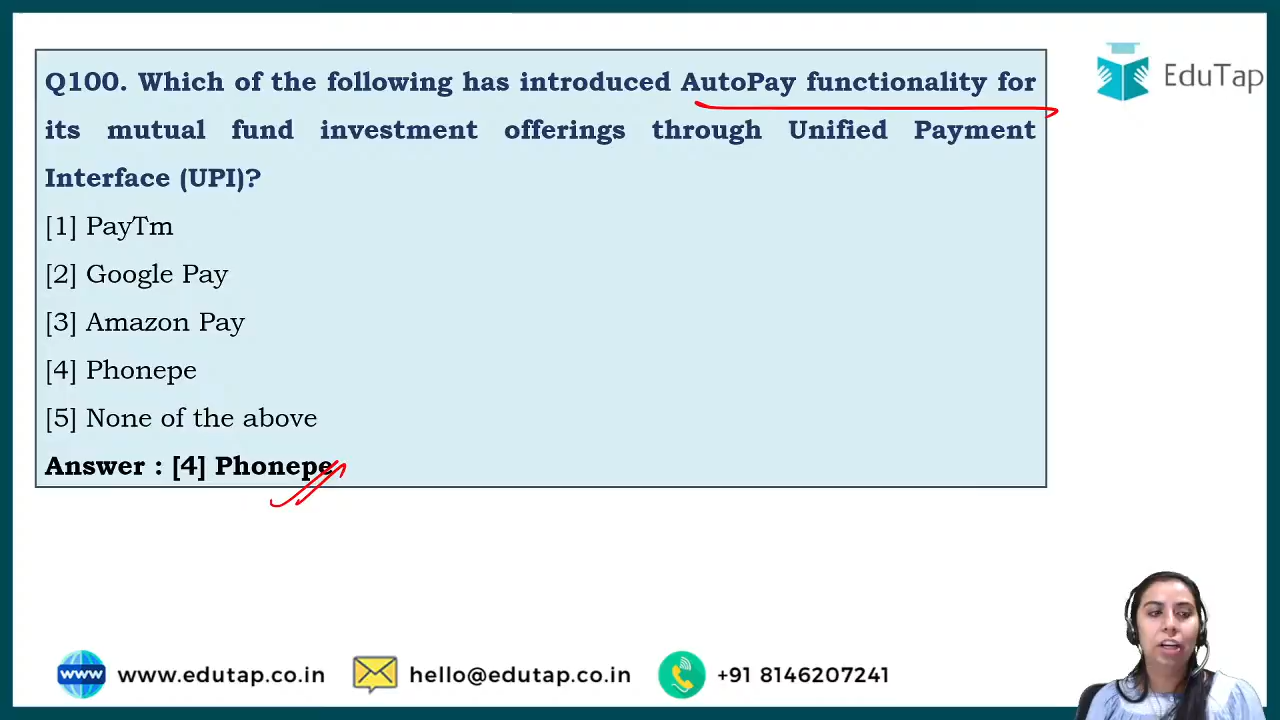 Q100. Which of the following has introduced AutoPay functionality for
its mutual fund investment offerings through Unified Payment
Interface (UPI)?
[1] PayTm
[2] Google Pay
[3] Amazon Pay
[4] Phonepe
[5] None of the above
Answer : [4] Phonepe
EduTap
www.edutap.co.in
hello@edutap.co.in
+91 8146207241